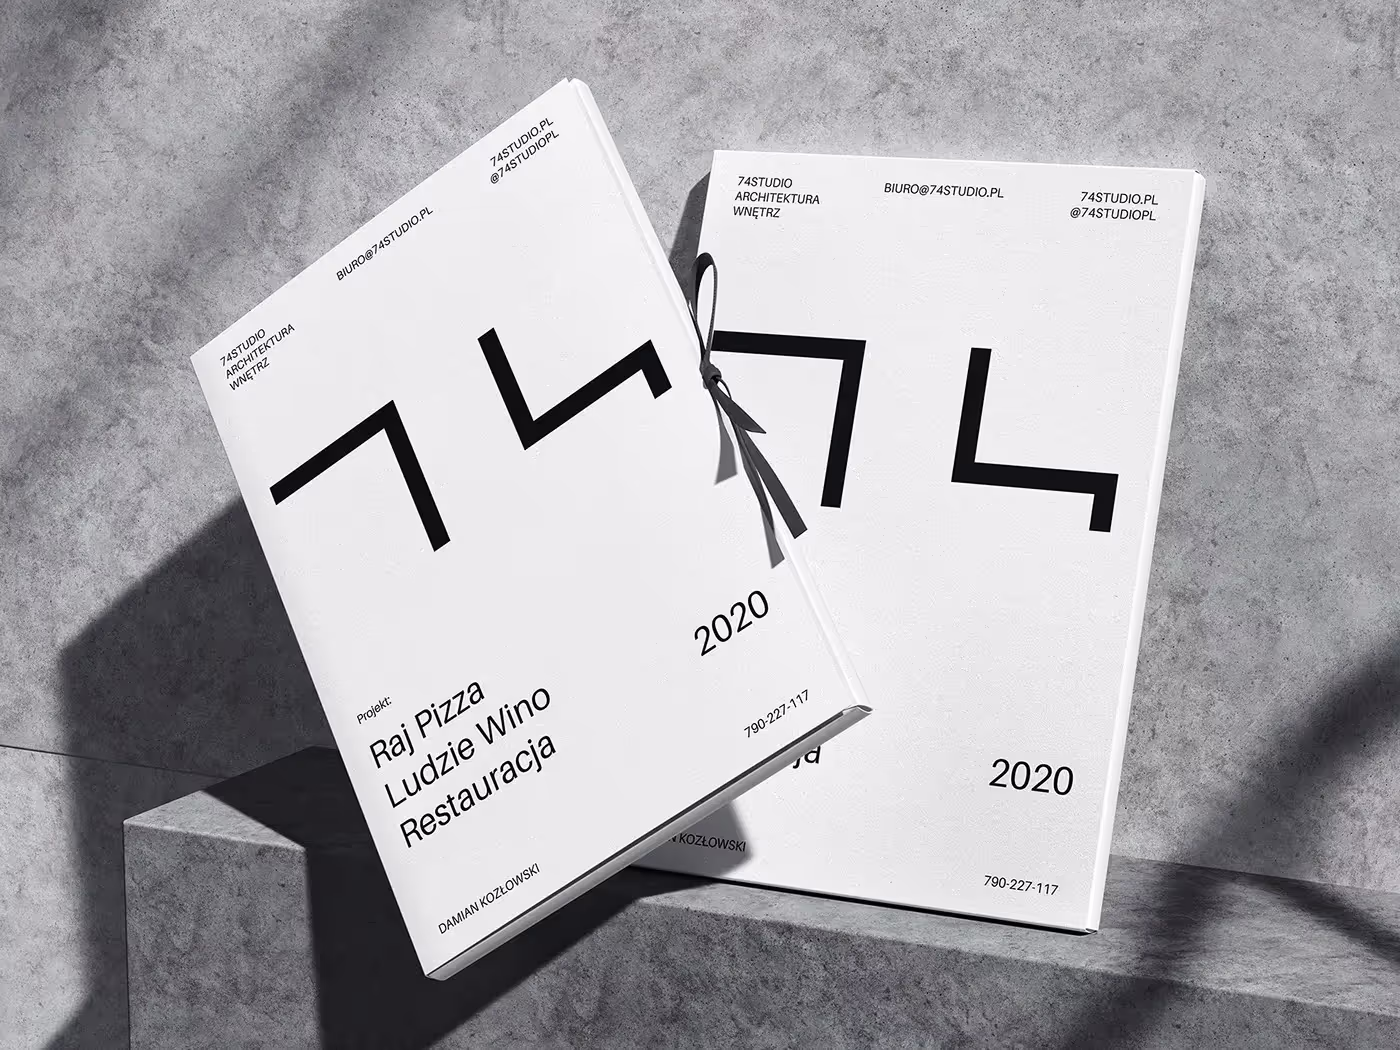 74STUDIO
ARCHITEKTURA
WNĘTRZ
BIURO@74STUDIO.PL
74STUDIO.PL
@74STUDIOPL
74
2020
Projekt:
Raj Pizza
Ludzie Wino
Restauracja
DAMIAN KOZŁOWSKI
790-227-117
74STUDIO
ARCHITEKTURA
WNĘTRZ
BIURO@74STUDIO.PL
74STUDIO.PL
@74STUDIOPL
74
2020
KOZŁOWSKI
790-227-117